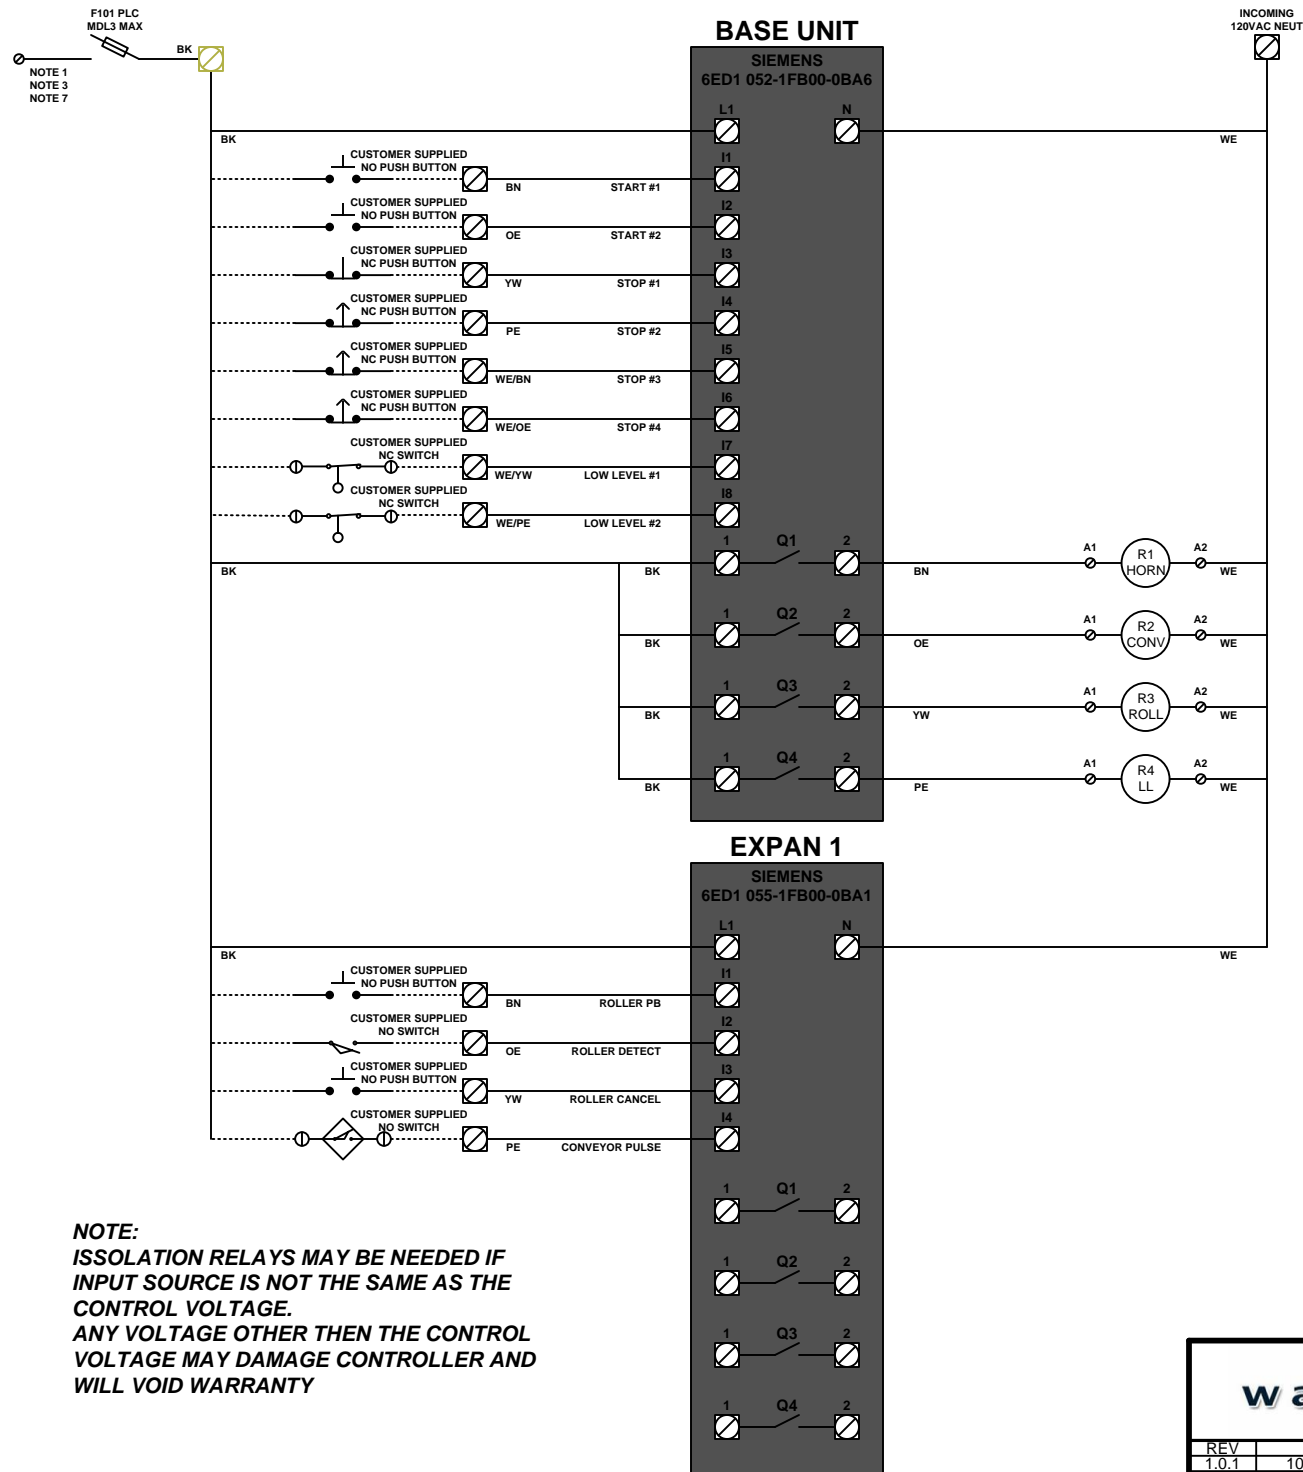 F101 PLC
MDL3 MAX
BK
NOTE 1
NOTE 3
NOTE 7
INCOMING
120VAC NEUT
BASE UNIT
SIEMENS
6ED1 052-1FB00-0BA6
L1 N
BK WE
CUSTOMER SUPPLIED
NO PUSH BUTTON
I1
BN START #1
CUSTOMER SUPPLIED
NO PUSH BUTTON
I2
OE START #2
CUSTOMER SUPPLIED
NC PUSH BUTTON
I3
YW STOP #1
CUSTOMER SUPPLIED
NC PUSH BUTTON
I4
PE STOP #2
CUSTOMER SUPPLIED
NC PUSH BUTTON
I5
WE/BN STOP #3
CUSTOMER SUPPLIED
NC PUSH BUTTON
I6
WE/OE STOP #4
CUSTOMER SUPPLIED
NC SWITCH
I7
WE/YW LOW LEVEL #1
CUSTOMER SUPPLIED
NC SWITCH
I8
WE/PE LOW LEVEL #2
1 Q1 2
A1 R1 HORN A2
BK BK BN WE
1 Q2 2
A1 R2 CONV A2
BK OE WE
1 Q3 2
A1 R3 ROLL A2
BK YW WE
1 Q4 2
A1 R4 LL A2
BK PE WE
EXPAN 1
SIEMENS
6ED1 055-1FB00-0BA1
L1 N
BK WE
CUSTOMER SUPPLIED
NO PUSH BUTTON
I1
BN ROLLER PB
CUSTOMER SUPPLIED
NO SWITCH
I2
OE ROLLER DETECT
CUSTOMER SUPPLIED
NO PUSH BUTTON
I3
YW ROLLER CANCEL
CUSTOMER SUPPLIED
NO SWITCH
I4
PE CONVEYOR PULSE
1 Q1 2
1 Q2 2
1 Q3 2
1 Q4 2
NOTE:
ISSOLATION RELAYS MAY BE NEEDED IF
INPUT SOURCE IS NOT THE SAME AS THE
CONTROL VOLTAGE.
ANY VOLTAGE OTHER THEN THE CONTROL
VOLTAGE MAY DAMAGE CONTROLLER AND
WILL VOID WARRANTY
wa
REV
1.0.1 10